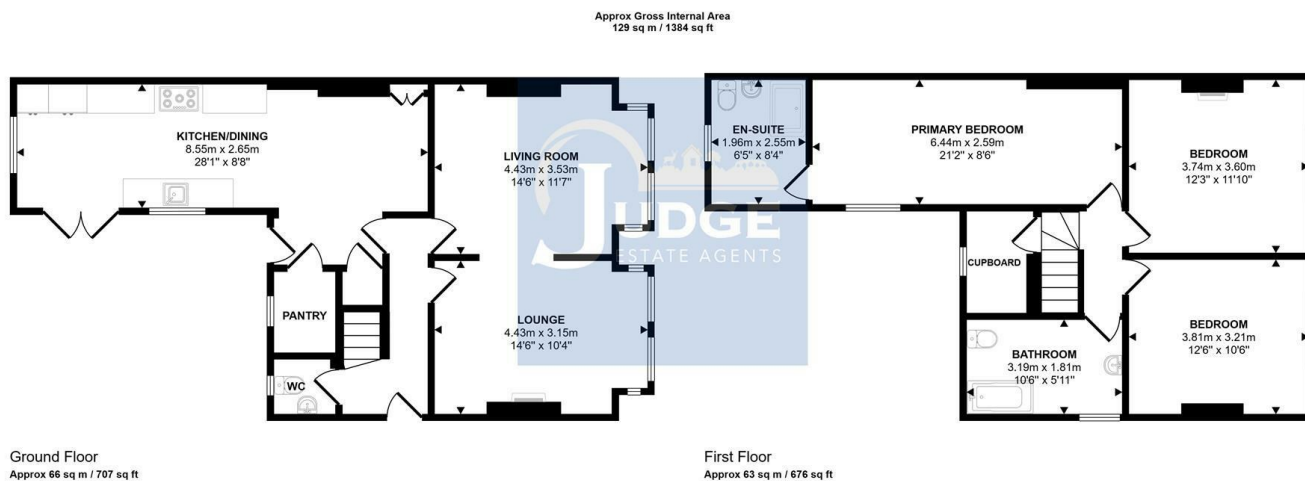 Approx Gross Internal Area
129 sq m / 1384 sq ft
KITCHEN/DINING
8.55m x 2.65m
28'1" x 8'8"
LIVING ROOM
4.43m x 3.53m
14'6" x 11'7"
LOUNGE
4.43m x 3.15m
14'6" x 10'4"
PANTRY
WC
Ground Floor
Approx 66 sq m / 707 sq ft
JUDGE
ESTATE AGENTS
EN-SUITE
1.96m x 2.55m
6'5" x 8'4"
PRIMARY BEDROOM
6.44m x 2.59m
21'2" x 8'6"
BEDROOM
3.74m x 3.60m
12'3" x 11'10"
CUPBOARD
BATHROOM
3.19m x 1.81m
10'6" x 5'11"
BEDROOM
3.81m x 3.21m
12'6" x 10'6"
First Floor
Approx 63 sq m / 676 sq ft